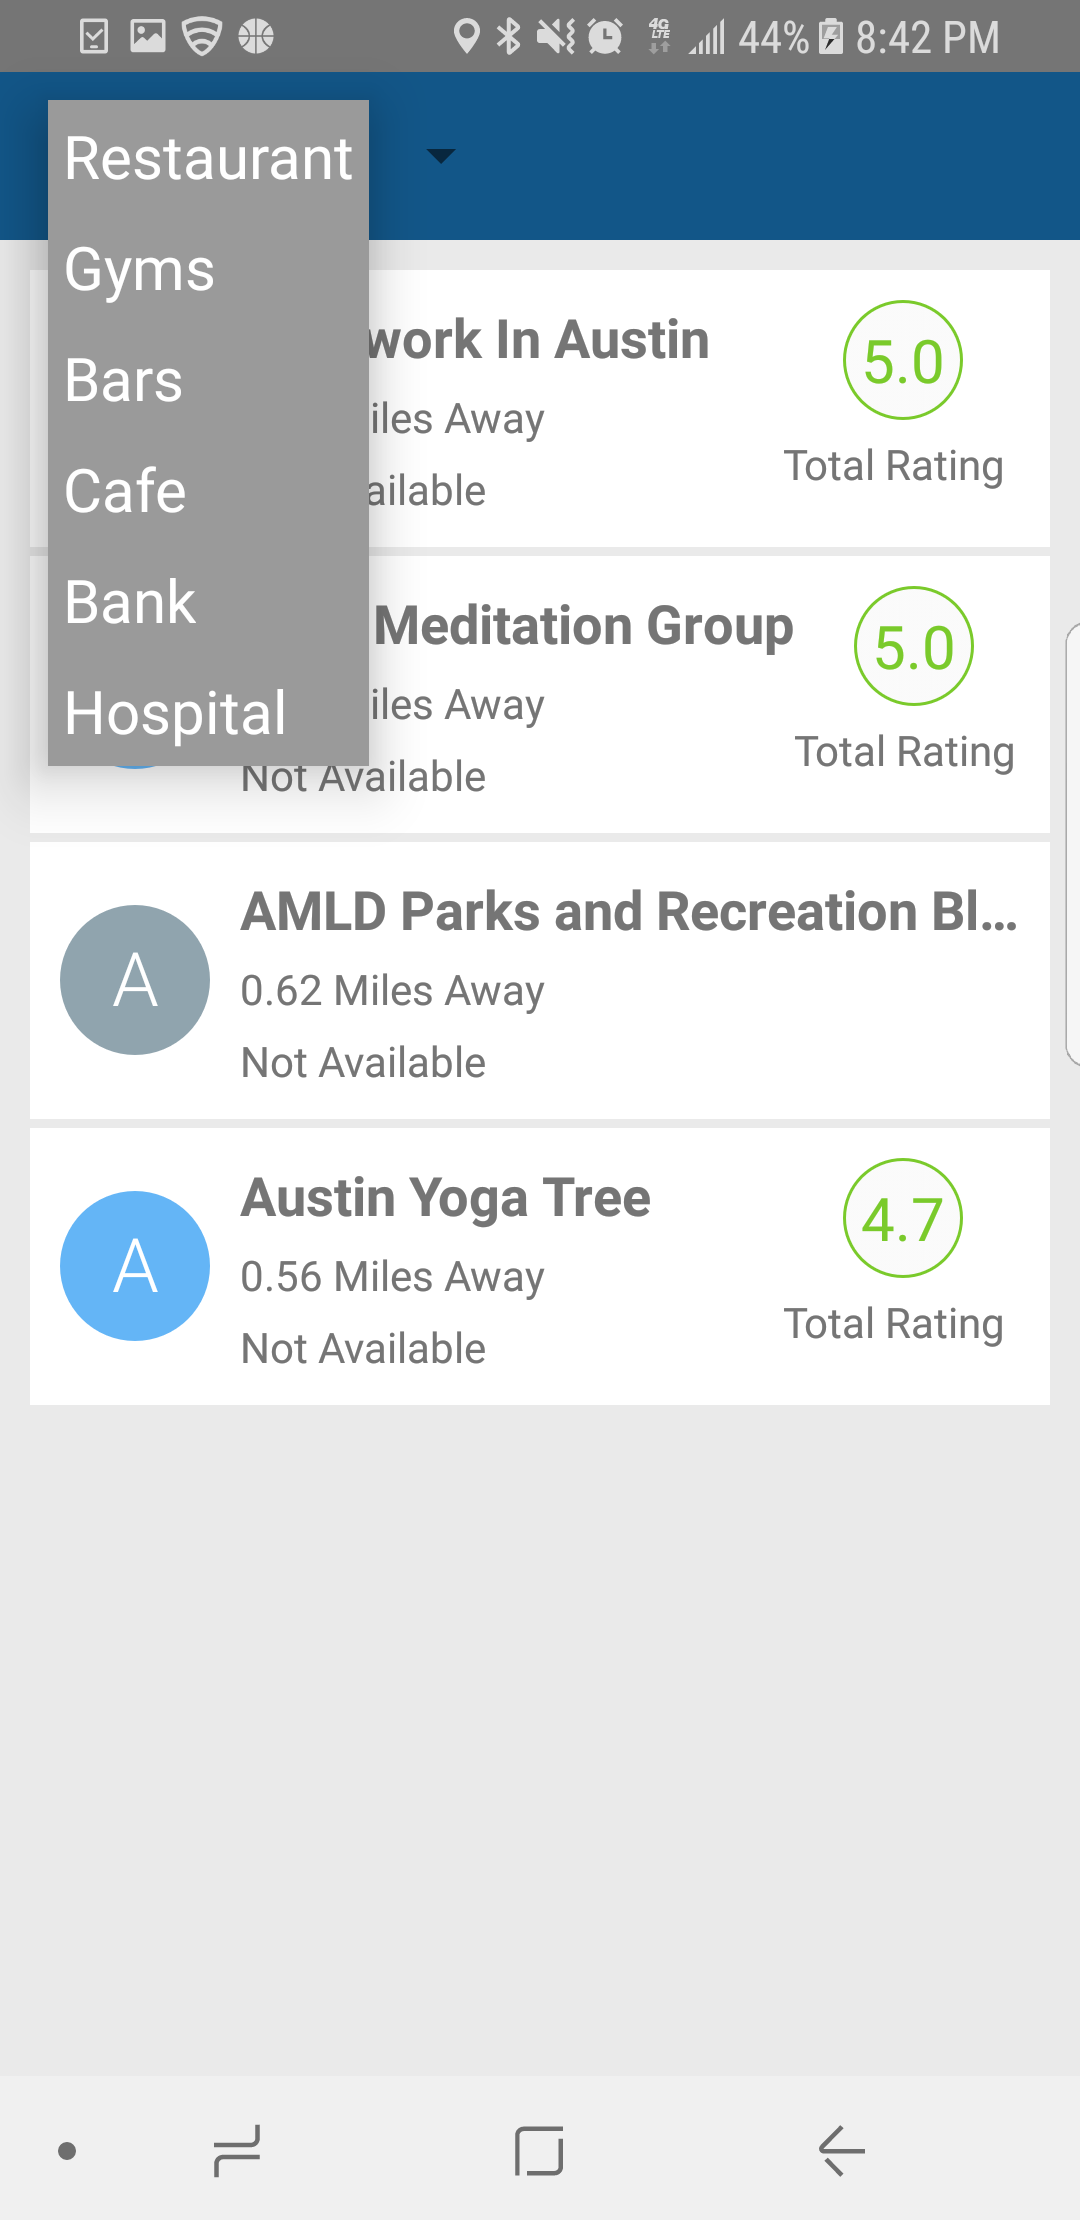 4G LTE 44% 8:42 PM
Restaurant
Gyms
Bars
Cafe
Bank
Hospital
work In Austin
iles Away
ailable
5.0
Total Rating
Meditation Group
iles Away
Not Available
5.0
Total Rating
A
AMLD Parks and Recreation Bl...
0.62 Miles Away
Not Available
A
Austin Yoga Tree
0.56 Miles Away
Not Available
4.7
Total Rating